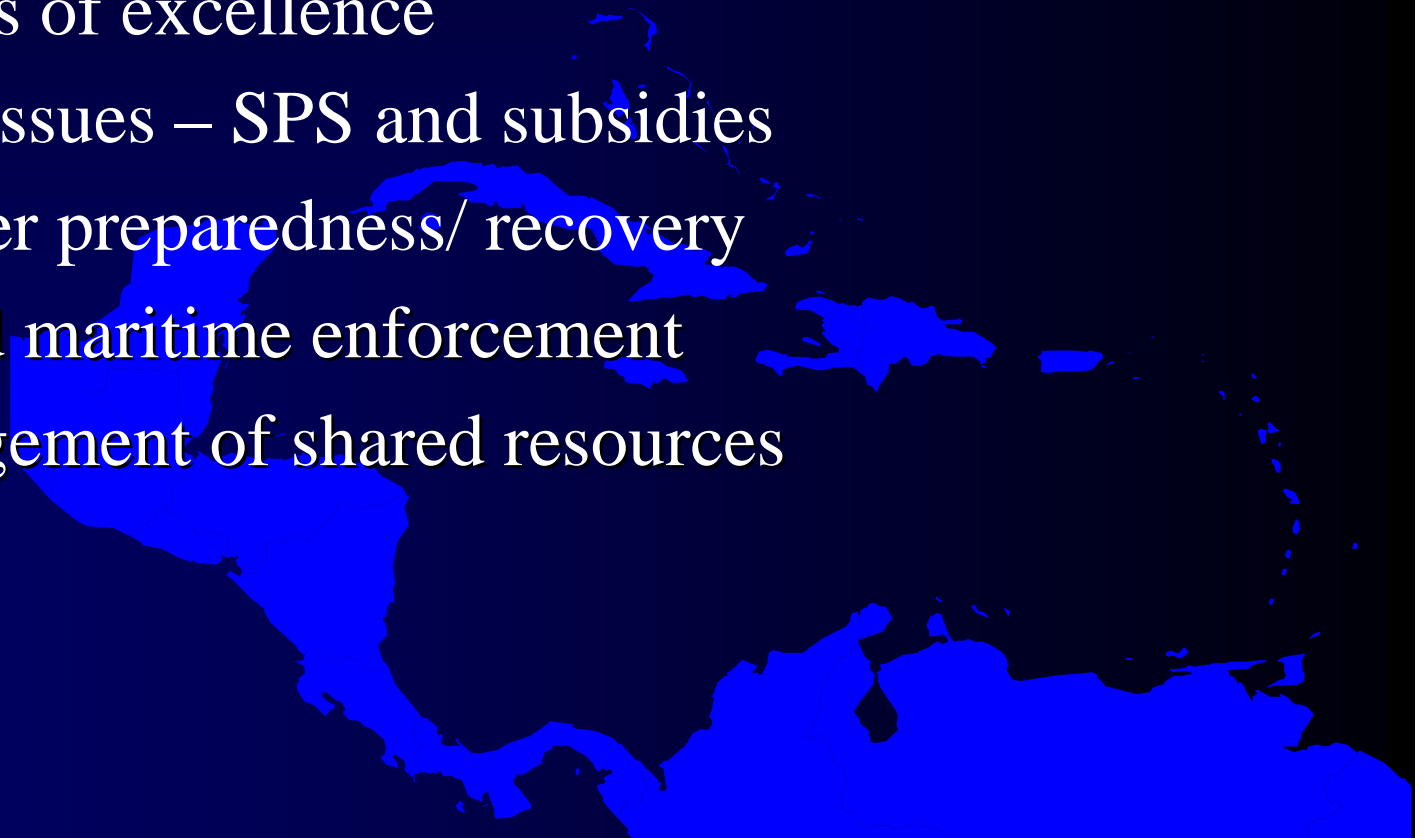 s of excellence
ssues – SPS and subsidies
er preparedness/ recovery
maritime enforcement
gement of shared resources